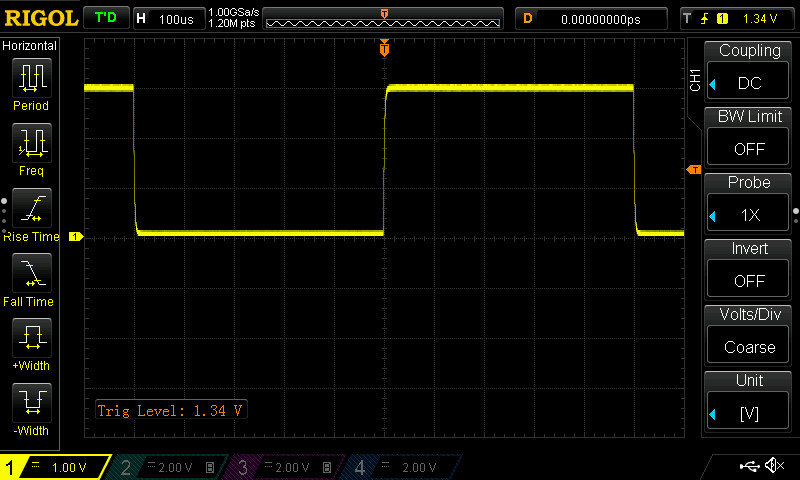 RIGOL T'D H 100us 1.00GSa/s 1.20M pts T D 0.00000000ps T 1 1.34 V
Horizontal
Period
Freq
Rise Time
Fall Time
+Width
-Width
T
T
1
Trig Level: 1.34 V
CH1
Coupling
DC
BW Limit
OFF
Probe
1X
Invert
OFF
Volts/Div
Coarse
Unit
[V]
1 1.00 V 2 2.00 V B 3 2.00 V B 4 2.00 V